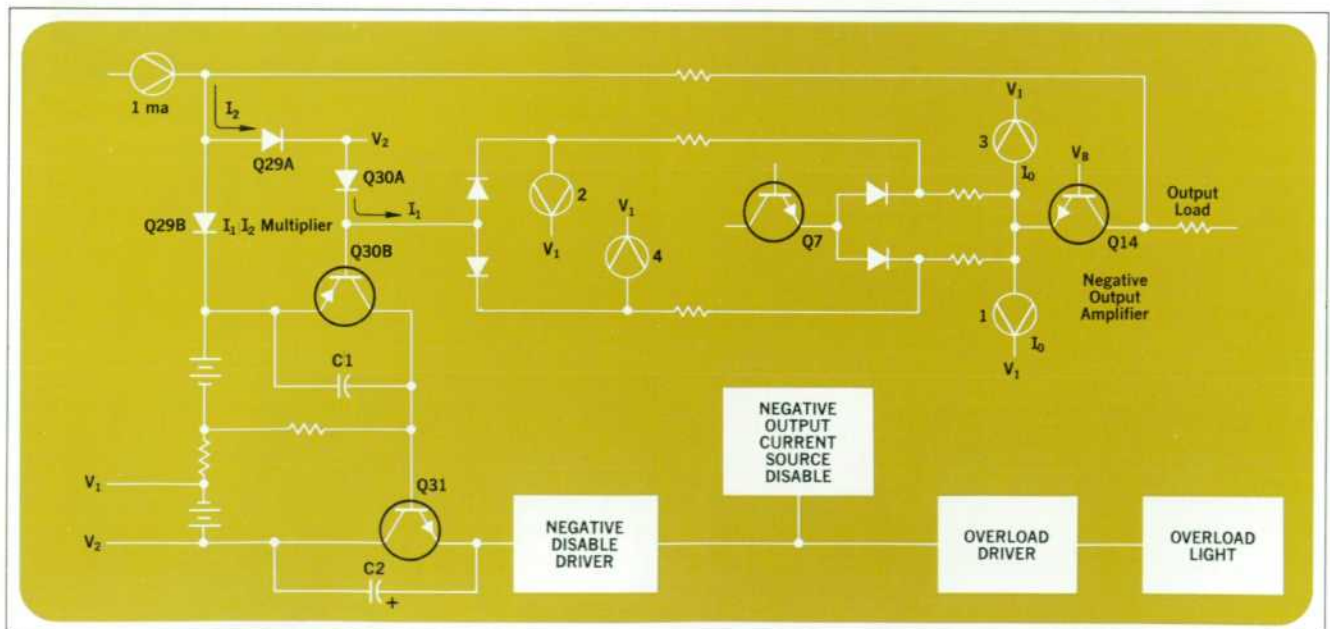 1 ma
I₂
Q29A
V₂
Q30A
I₁
Q29B
I₁ I₂ Multiplier
Q30B
C1
V₁
V₂
Q31
C2
+
2
V₁
V₁
4
Q7
V₁
3
I₀
V₈
Q14
Output
Load
Negative
Output
Amplifier
1
I₀
V₁
NEGATIVE
DISABLE
DRIVER
NEGATIVE
OUTPUT
CURRENT
SOURCE
DISABLE
OVERLOAD
DRIVER
OVERLOAD
LIGHT